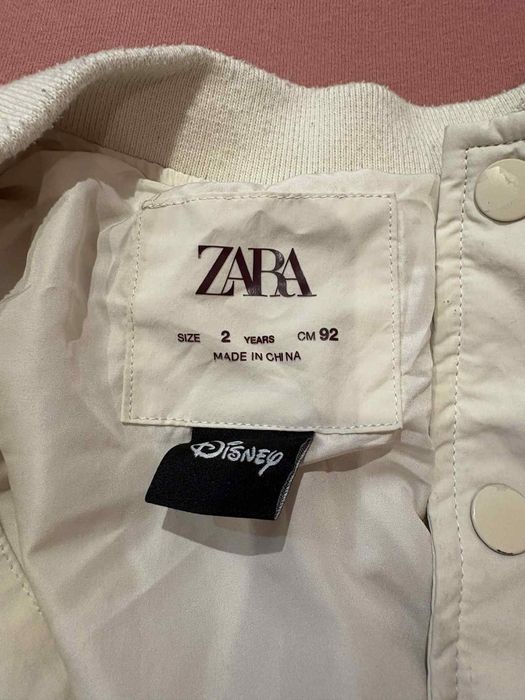 ZARA
SIZE 2 YEARS CM 92
MADE IN CHINA
Disney